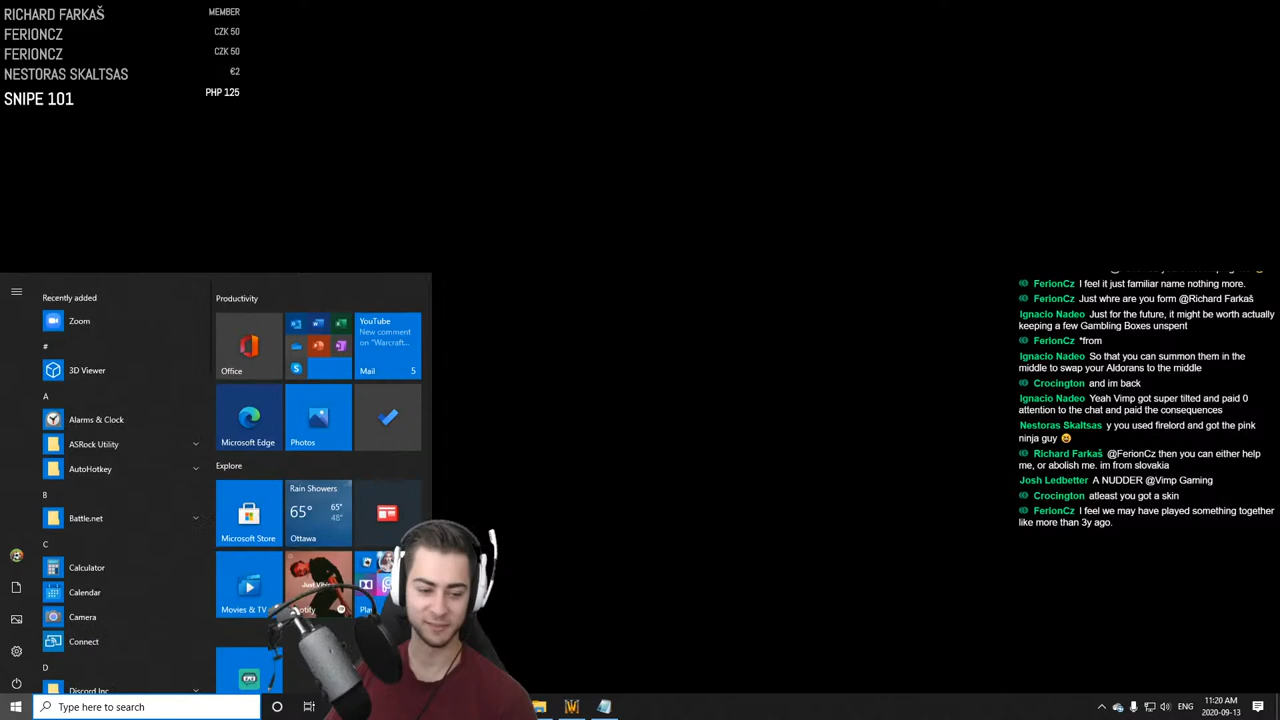 RICHARD FARKAŠ MEMBER
FERIONCZ CZK 50
FERIONCZ CZK 50
NESTORAS SKALTSAS €2
SNIPE 101 PHP 125
Recently added
Zoom
#
3D Viewer
A
Alarms & Clock
ASRock Utility
AutoHotkey
B
Battle.net
C
Calculator
Calendar
Camera
Connect
D
Discord Inc
Productivity
Office
YouTube
New comment
on "Warcraft...
Mail 5
Microsoft Edge
Photos
Explore
Microsoft Store
Rain Showers
65° 65°
48°
Ottawa
Movies & TV
Just Vibin
Spotify
Play
FerionCz I feel it just familiar name nothing more.
FerionCz Just whre are you form @Richard Farkaš
Ignacio Nadeo Just for the future, it might be worth actually
keeping a few Gambling Boxes unspent
FerionCz *from
Ignacio Nadeo So that you can summon them in the
middle to swap your Aldorans to the middle
Crocington and im back
Ignacio Nadeo Yeah Vimp got super tilted and paid 0
attention to the chat and paid the consequences
Nestoras Skaltsas y you used firelord and got the pink
ninja guy
Richard Farkaš @FerionCz then you can either help
me, or abolish me. im from slovakia
Josh Ledbetter A NUDDER @Vimp Gaming
Crocington atleast you got a skin
FerionCz I feel we may have played something together
like more than 3y ago.
Type here to search
ENG
11:20 AM
2020-09-13